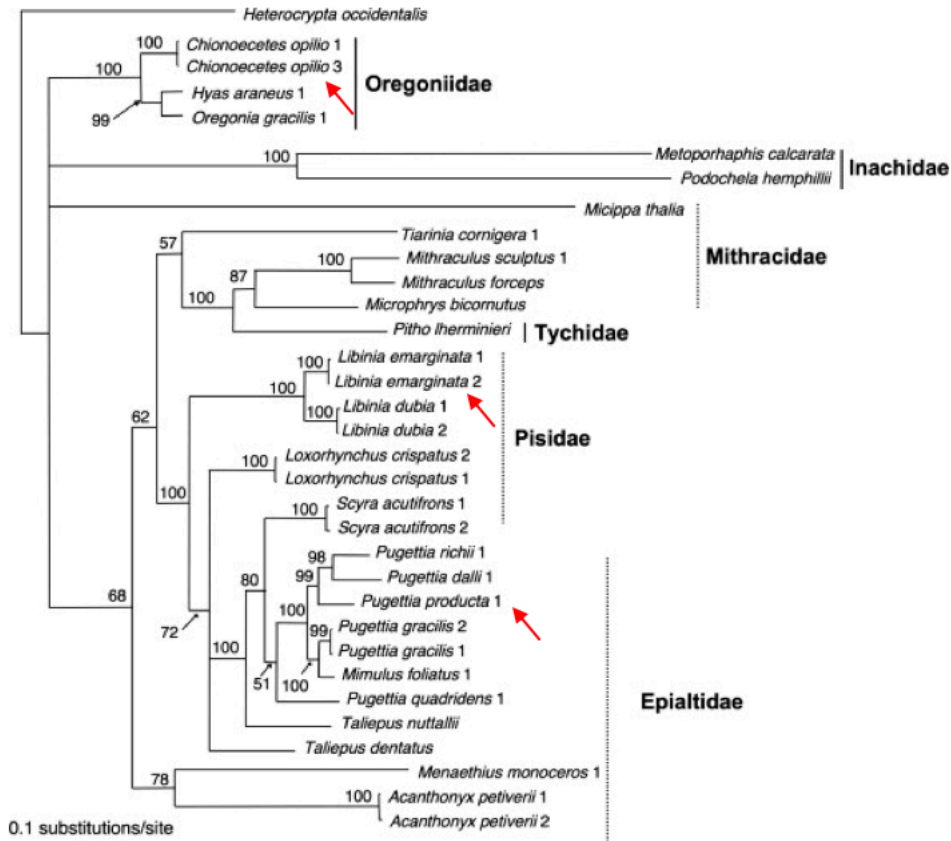 Heterocrypta occidentalis
100
Chionoecetes opilio 1
Chionoecetes opilio 3
100
Oregoniidae
Hyas araneus 1
99
Oregonia gracilis 1
100
Metoporhaphis calcarata
Inachidae
Podochela hemphillii
Micippa thalia
57
Tiarinia cornigera 1
Mithracidae
100
Mithraculus sculptus 1
87
Mithraculus forceps
100
Microphrys bicornutus
Pitho lherminieri
Tychidae
100
Libinia emarginata 1
Libinia emarginata 2
100
100
Libinia dubia 1
Libinia dubia 2
Pisidae
62
100
Loxorhynchus crispatus 2
Loxorhynchus crispatus 1
100
100
Scyra acutifrons 1
Scyra acutifrons 2
98
Pugettia richii 1
80
99
Pugettia dalli 1
68
Pugettia producta 1
100
72
99
Pugettia gracilis 2
100
Pugettia gracilis 1
51
100
Mimulus foliatus 1
Pugettia quadridens 1
Epialtidae
Taliepus nuttallii
Taliepus dentatus
78
Menaethius monoceros 1
100
Acanthonyx petiverii 1
Acanthonyx petiverii 2
0.1 substitutions/site